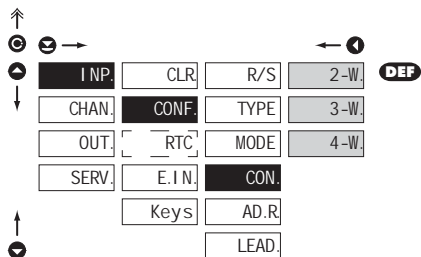 INP. CLR. R/S 2-W. DEF
CHAN. CONF. TYPE 3-W.
OUT. RTC MODE 4-W.
SERV. E.IN. CON.
Keys AD.R.
LEAD.